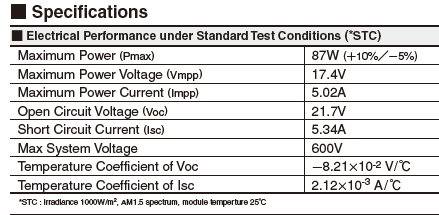 ■ Specifications
■ Electrical Performance under Standard Test Conditions (*STC)
Maximum Power (Pmax) 87W (+10%/−5%)
Maximum Power Voltage (Vmpp) 17.4V
Maximum Power Current (Impp) 5.02A
Open Circuit Voltage (Voc) 21.7V
Short Circuit Current (Isc) 5.34A
Max System Voltage 600V
Temperature Coefficient of Voc −8.21×10⁻² V/℃
Temperature Coefficient of Isc 2.12×10⁻³ A/℃
*STC : Irradiance 1000W/m², AM1.5 spectrum, module temperture 25℃